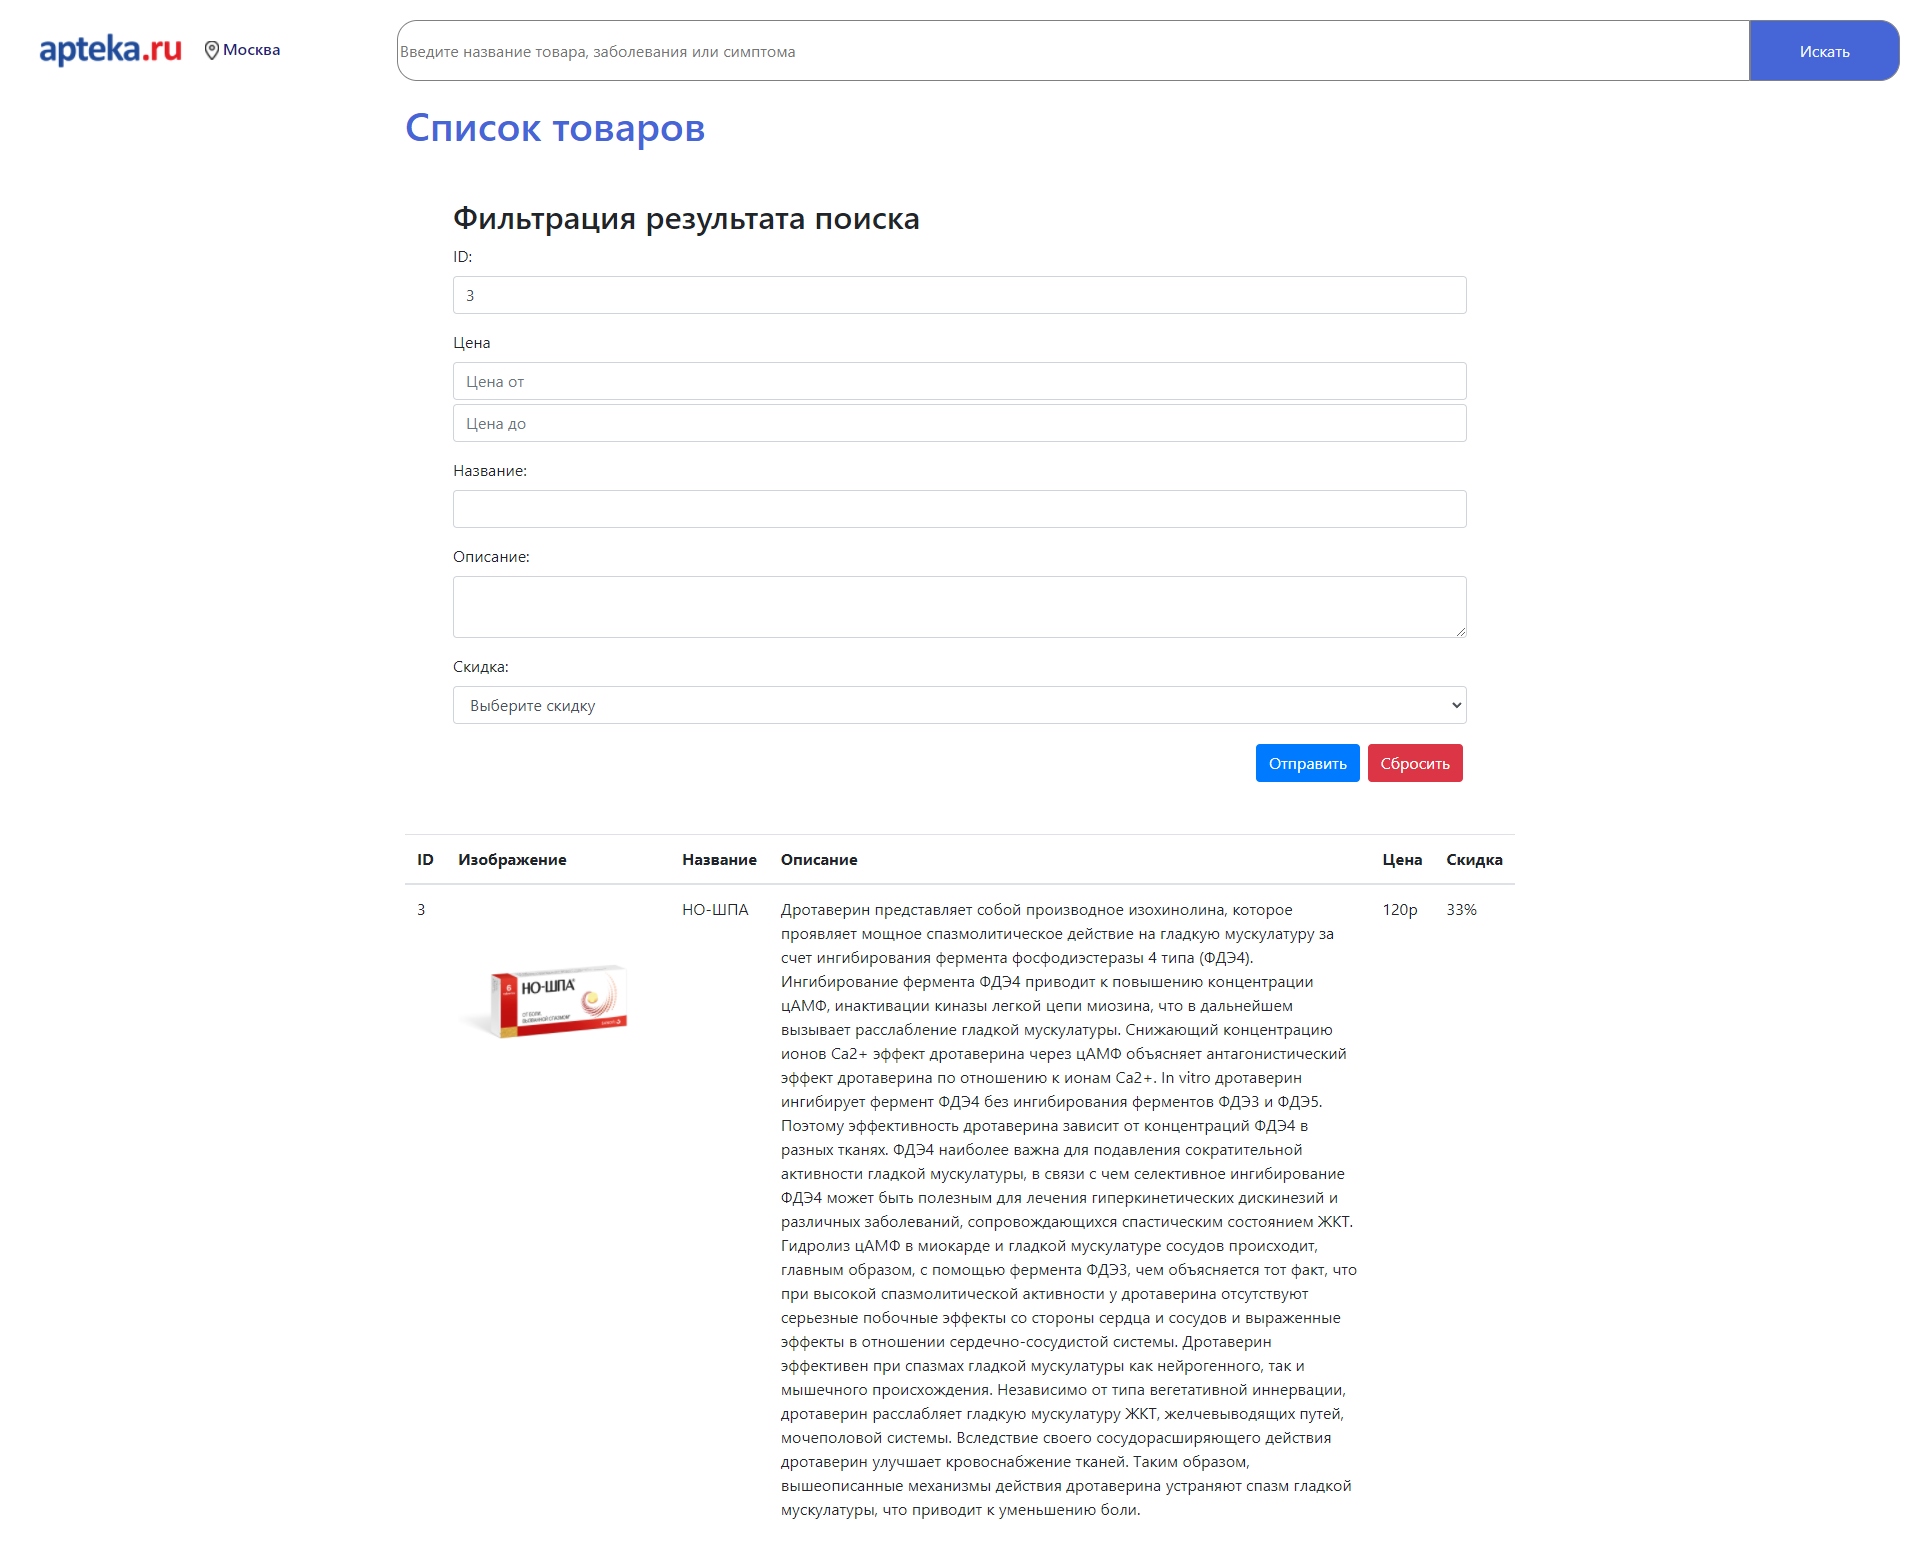 apteka.ru
Москва
Введите название товара, заболевания или симптома
Искать
Список товаров
Фильтрация результата поиска
ID:
3
Цена
Цена от
Цена до
Название:
Описание:
Скидка:
Выберите скидку
Отправить Сбросить
ID Изображение Название Описание Цена Скидка
3 НО-ШПА Дротаверин представляет собой производное изохинолина, которое 120р 33%
проявляет мощное спазмолитическое действие на гладкую мускулатуру за
счет ингибирования фермента фосфодиэстеразы 4 типа (ФДЭ4).
Ингибирование фермента ФДЭ4 приводит к повышению концентрации
цАМФ, инактивации киназы легкой цепи миозина, что в дальнейшем
вызывает расслабление гладкой мускулатуры. Снижающий концентрацию
ионов Са2+ эффект дротаверина через цАМФ объясняет антагонистический
эффект дротаверина по отношению к ионам Са2+. In vitro дротаверин
ингибирует фермент ФДЭ4 без ингибирования ферментов ФДЭ3 и ФДЭ5.
Поэтому эффективность дротаверина зависит от концентраций ФДЭ4 в
разных тканях. ФДЭ4 наиболее важна для подавления сократительной
активности гладкой мускулатуры, в связи с чем селективное ингибирование
ФДЭ4 может быть полезным для лечения гиперкинетических дискинезий и
различных заболеваний, сопровождающихся спастическим состоянием ЖКТ.
Гидролиз цАМФ в миокарде и гладкой мускулатуре сосудов происходит,
главным образом, с помощью фермента ФДЭ3, чем объясняется тот факт, что
при высокой спазмолитической активности у дротаверина отсутствуют
серьезные побочные эффекты со стороны сердца и сосудов и выраженные
эффекты в отношении сердечно-сосудистой системы. Дротаверин
эффективен при спазмах гладкой мускулатуры как нейрогенного, так и
мышечного происхождения. Независимо от типа вегетативной иннервации,
дротаверин расслабляет гладкую мускулатуру ЖКТ, желчевыводящих путей,
мочеполовой системы. Вследствие своего сосудорасширяющего действия
дротаверин улучшает кровоснабжение тканей. Таким образом,
вышеописанные механизмы действия дротаверина устраняют спазм гладкой
мускулатуры, что приводит к уменьшению боли.
6
НО-ШПА
ОТ БОЛИ,
ВЫЗВАННОЙ СПАЗМОМ